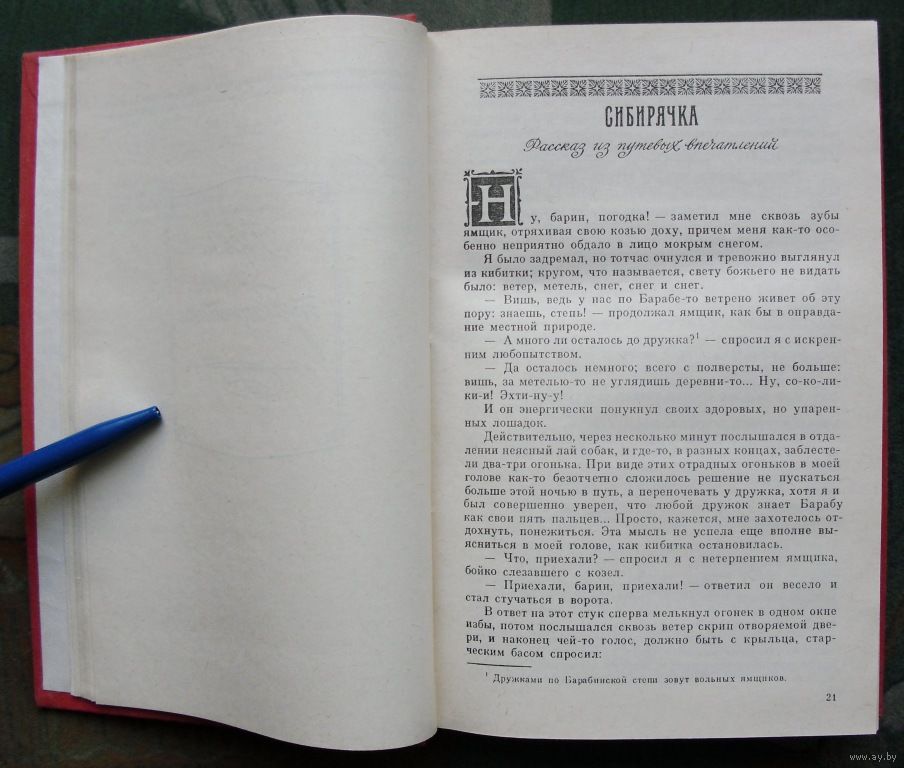 СИБИРЯЧКА
Рассказ из путевых впечатлений
Ну, барин, погодка! — заметил мне сквозь зубы
ямщик, отряхивая свою козью доху, причем меня как-то осо-
бенно неприятно обдало в лицо мокрым снегом.
Я было задремал, но тотчас очнулся и тревожно выглянул
из кибитки; кругом, что называется, свету божьего не видать
было: ветер, метель, снег, снег и снег.
— Вишь, ведь у нас по Барабе-то ветрено живет об эту
пору: знаешь, степь! — продолжал ямщик, как бы в оправда-
ние местной природе.
— А много ли осталось до дружка?¹ — спросил я с искрен-
ним любопытством.
— Да осталось немного; всего с полверсты, не больше:
вишь, за метелью-то не углядишь деревни-то... Ну, со-ко-ли-
ки-и! Эхти-ну-у!
И он энергически понукнул своих здоровых, но упарен-
ных лошадок.
Действительно, через несколько минут послышался в отда-
лении неясный лай собак, и где-то, в разных концах, заблесте-
ли два-три огонька. При виде этих отрадных огоньков в моей
голове как-то безотчетно сложилось решение не пускаться
больше этой ночью в путь, а переночевать у дружка, хотя я и
был совершенно уверен, что любой дружок знает Барабу
как свои пять пальцев... Просто, кажется, мне захотелось от-
дохнуть, понежиться. Эта мысль не успела еще вполне вы-
ясниться в моей голове, как кибитка остановилась.
— Что, приехали? — спросил я с нетерпением ямщика,
бойко слезавшего с козел.
— Приехали, барин, приехали! — ответил он весело и
стал стучаться в ворота.
В ответ на этот стук сперва мелькнул огонек в одном окне
избы, потом послышался сквозь ветер скрип отворяемой две-
ри, и наконец чей-то голос, должно быть с крыльца, стар-
ческим басом спросил:
¹ Дружками по Барабинской степи зовут вольных ямщиков.
21
www.ay.by